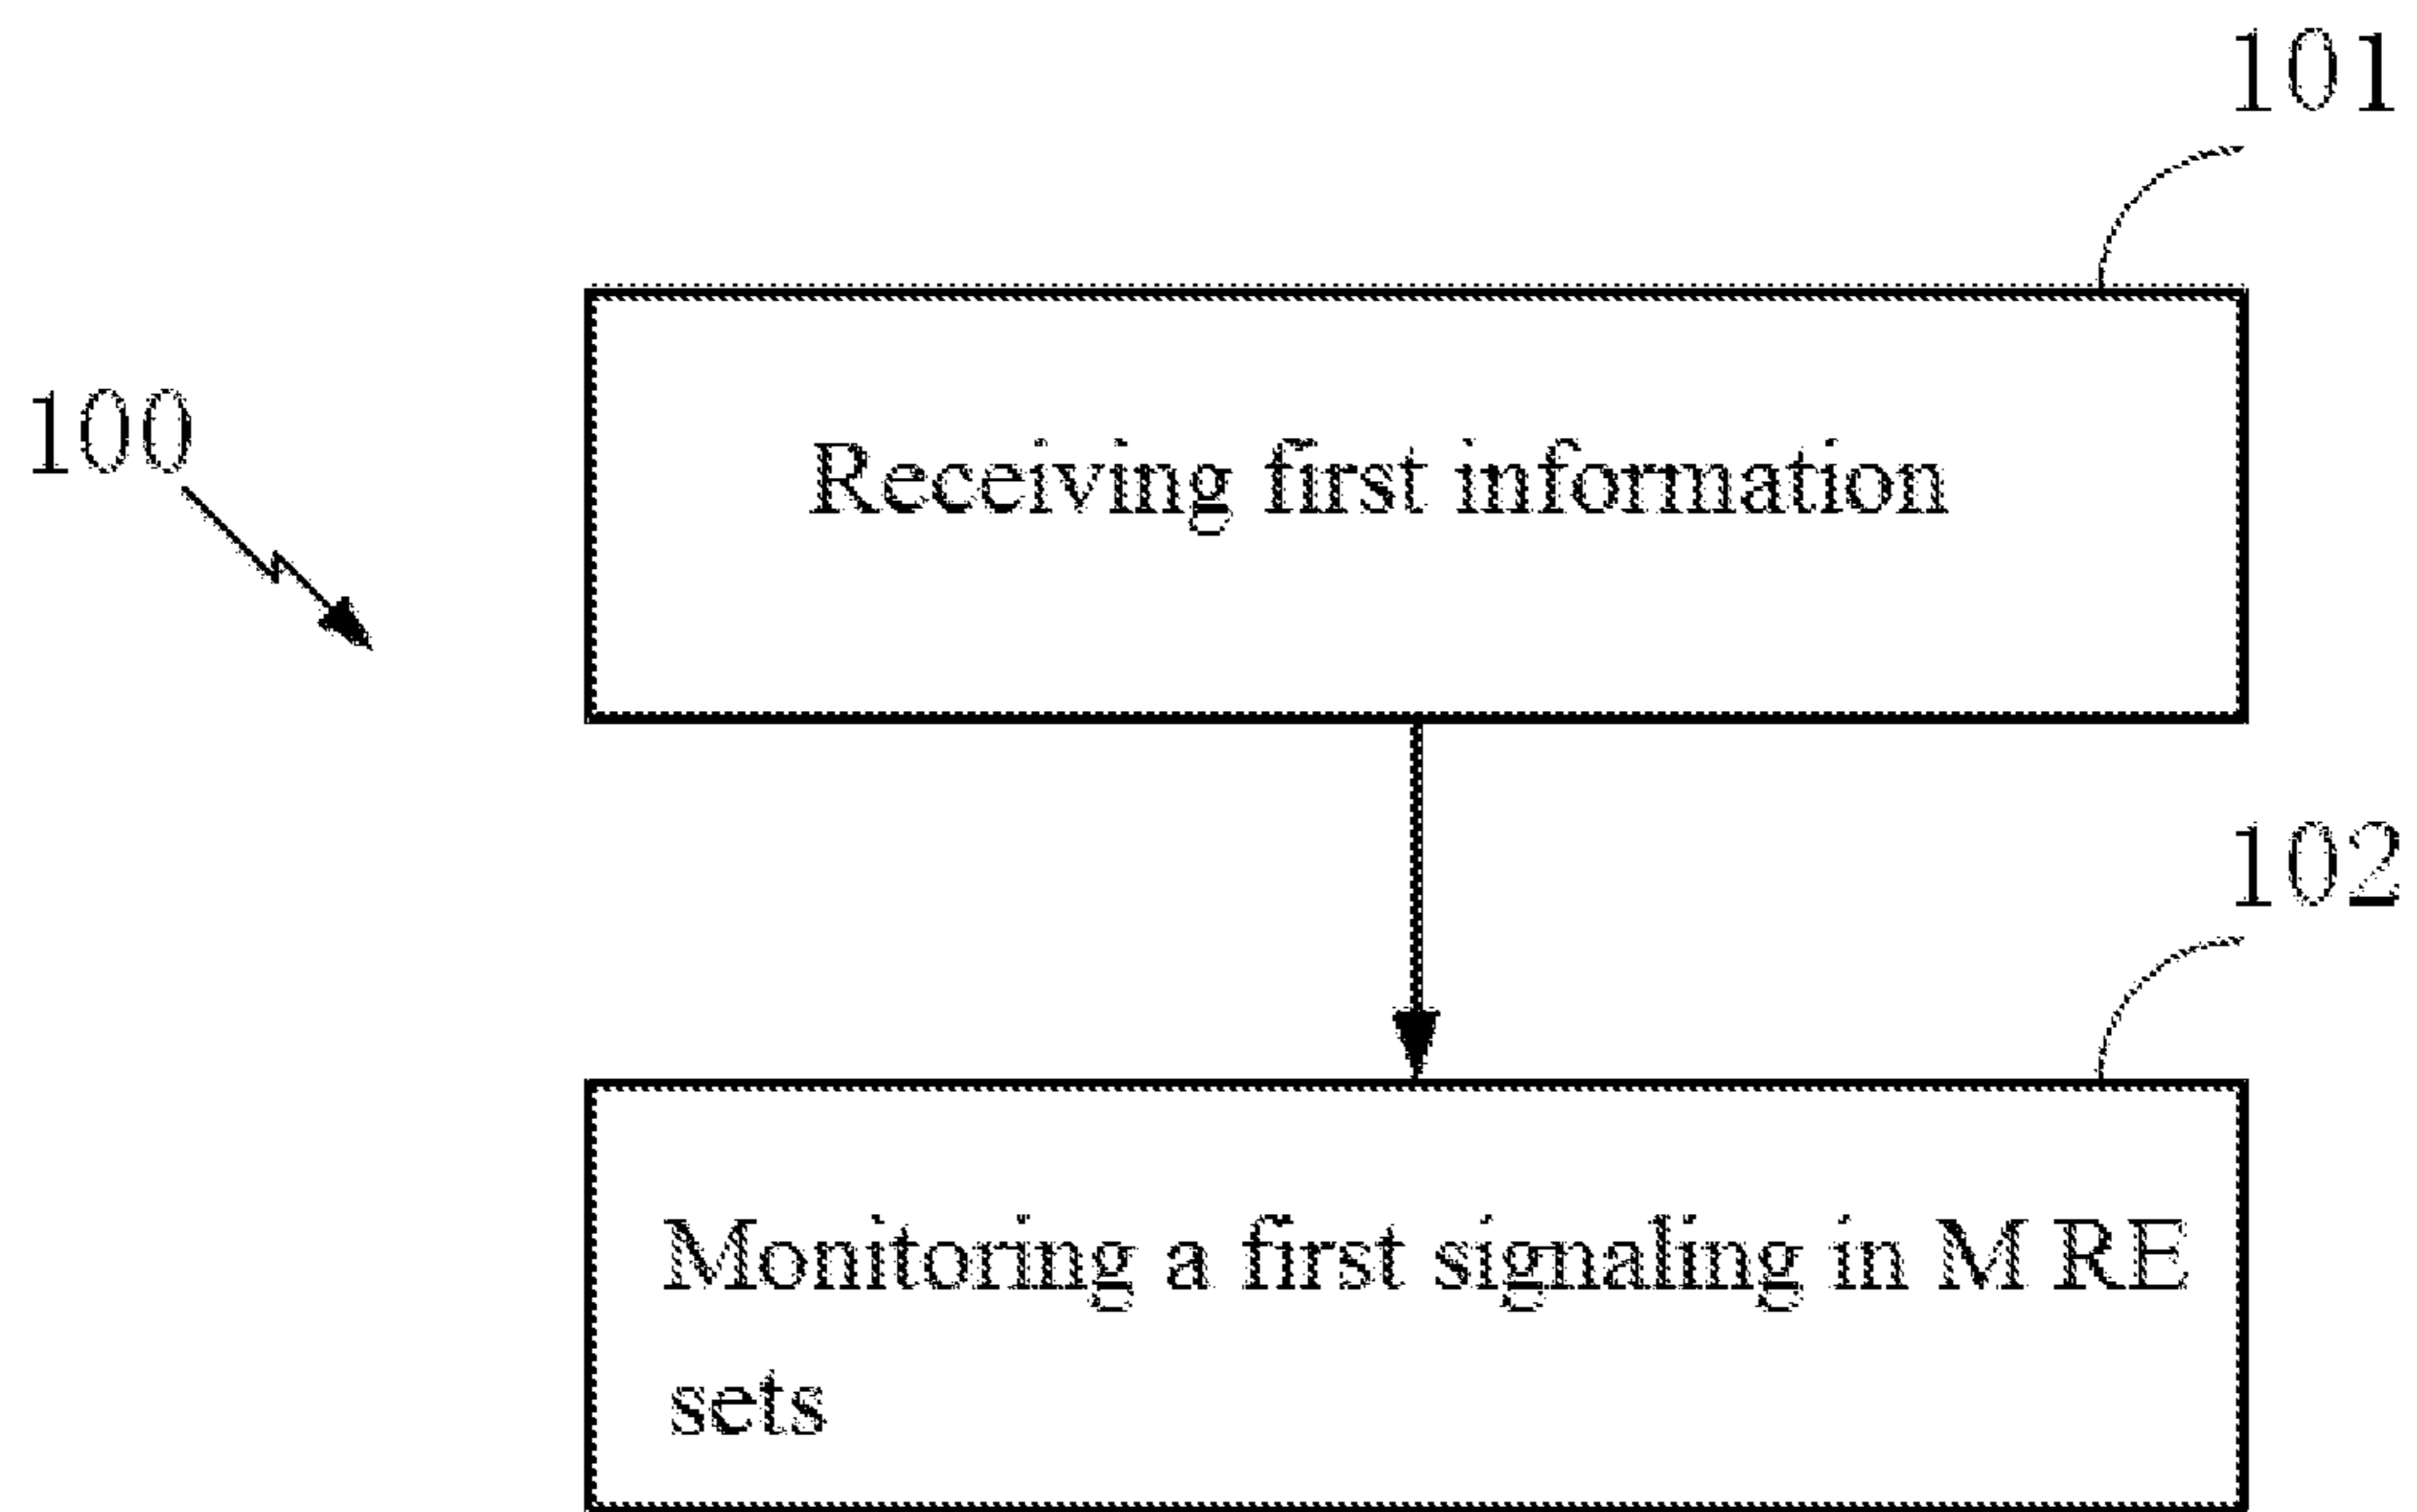 101
100
Receiving first information
102
Monitoring a first signaling in M RE
sets